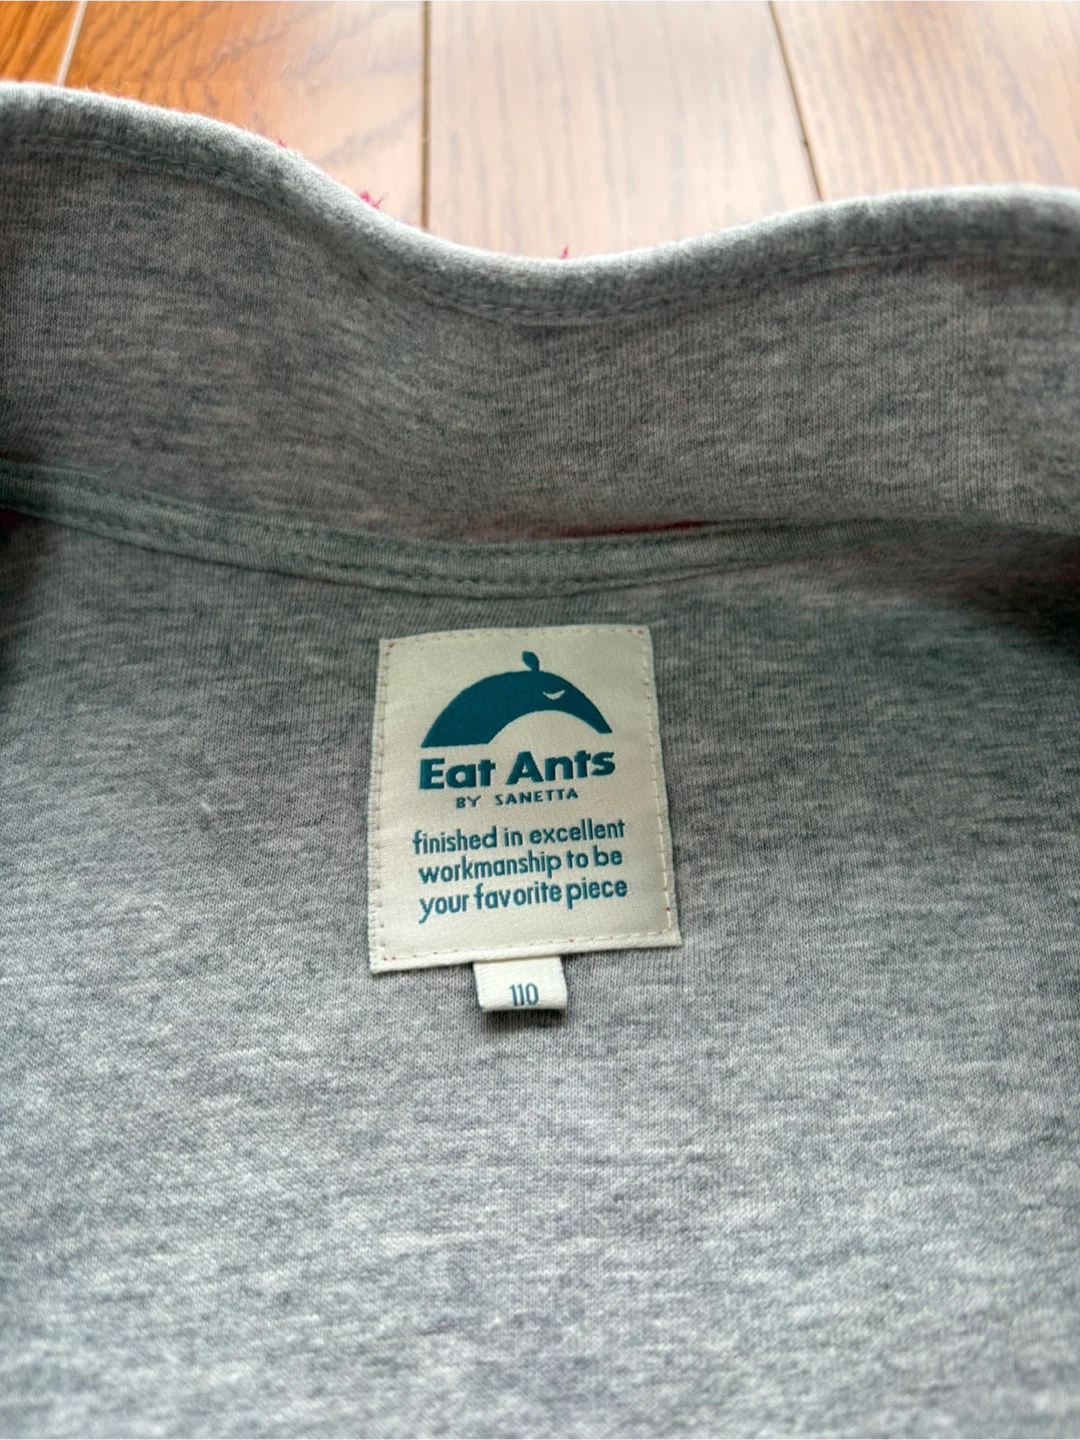 Eat Ants
BY SANETTA
finished in excellent
workmanship to be
your favorite piece
110